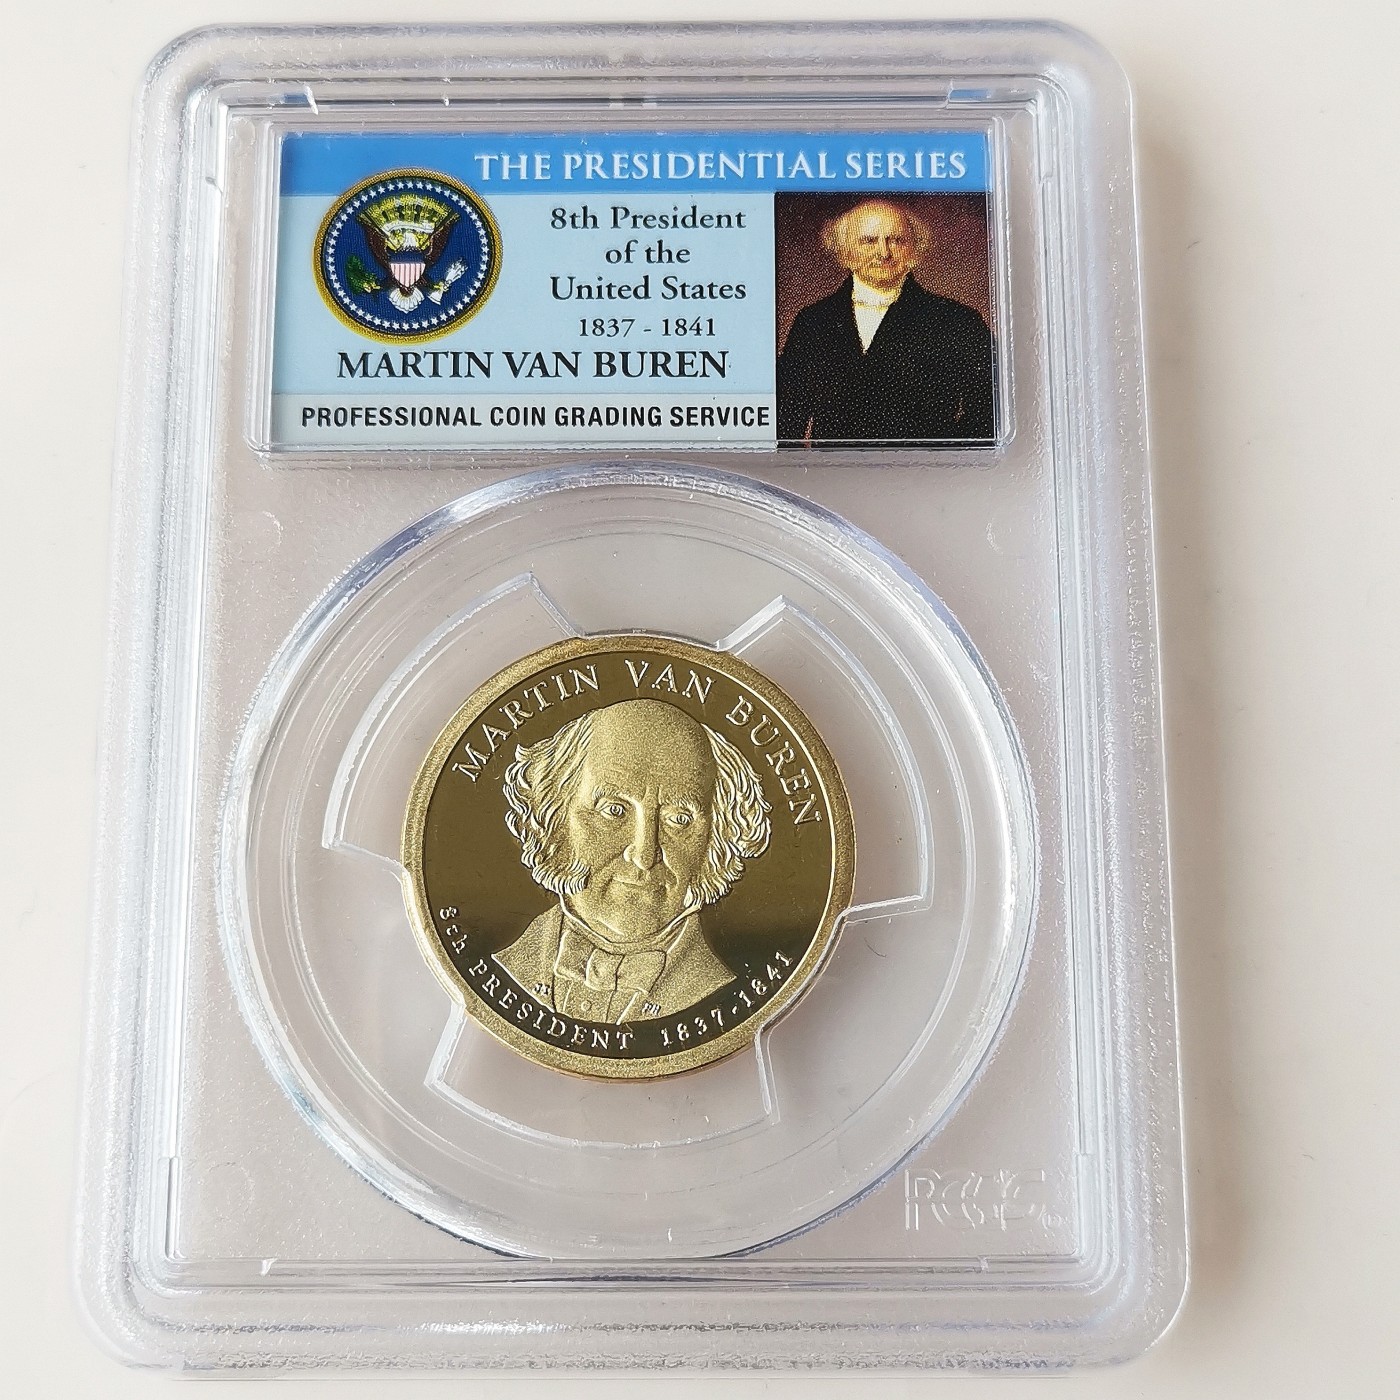 THE PRESIDENTIAL SERIES
8th President
of the
United States
1837 - 1841
MARTIN VAN BUREN
PROFESSIONAL COIN GRADING SERVICE
MARTIN VAN BUREN
8th PRESIDENT 1837-1841
PCGS